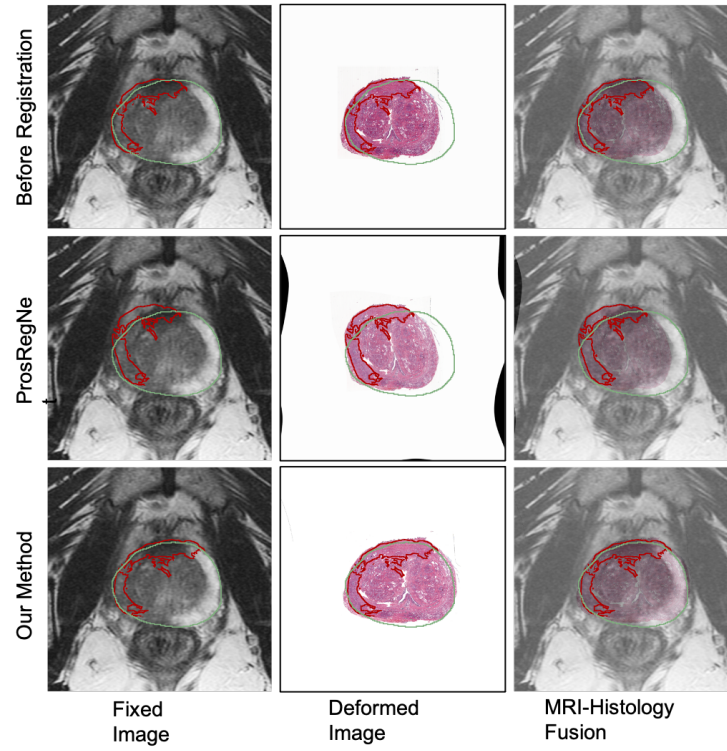 Before Registration
ProsRegNe
t
Our Method
Fixed
Image
Deformed
Image
MRI-Histology
Fusion